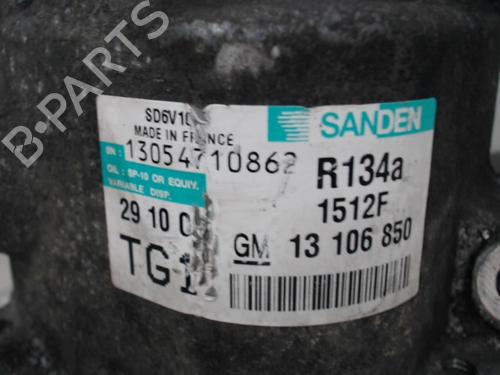 B-PARTS
SD6V10
MADE IN FRANCE
SANDEN
SN: 13054710862
R134a
OIL: SP-10 OR EQUIV.
VARIABLE DISP.
1512F
29 10 0
GM 13 106 850
TG1